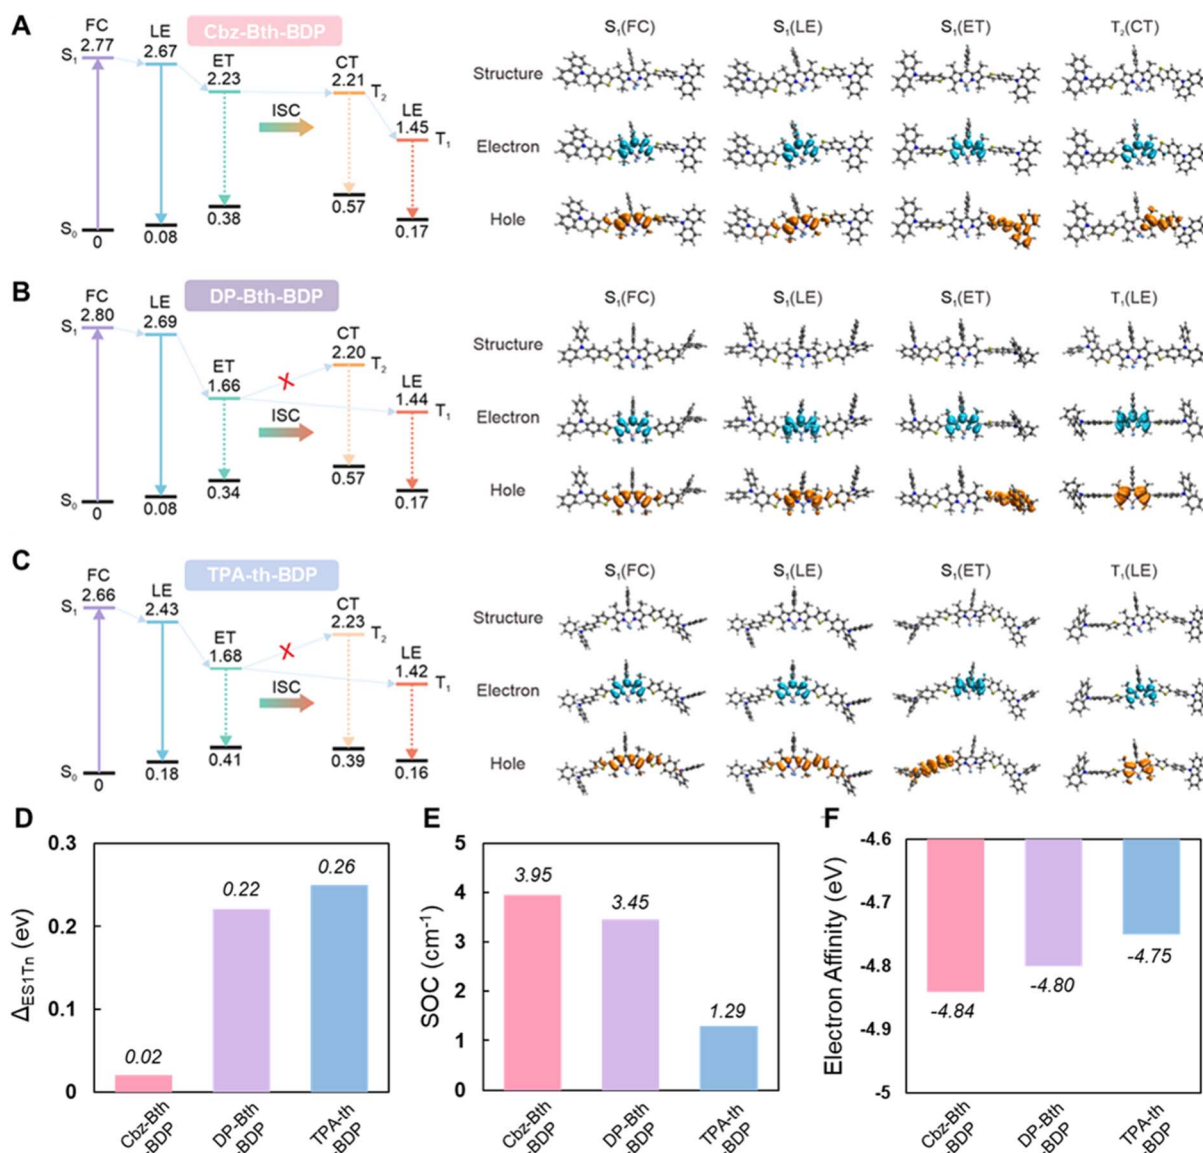 A
Cbz-Bth-BDP
FC
2.77
LE
2.67
ET
2.23
CT
2.21
LE
1.45
S1
T2
T1
ISC
S0
0
0.08
0.38
0.57
0.17
S1(FC) S1(LE) S1(ET) T2(CT)
Structure
Electron
Hole
B
DP-Bth-BDP
FC
2.80
LE
2.69
ET
1.66
CT
2.20
LE
1.44
S1
T2
T1
X
ISC
S0
0
0.08
0.34
0.57
0.17
S1(FC) S1(LE) S1(ET) T1(LE)
Structure
Electron
Hole
C
TPA-th-BDP
FC
2.66
LE
2.43
ET
1.68
CT
2.23
LE
1.42
S1
T2
T1
X
ISC
S0
0
0.18
0.41
0.39
0.16
S1(FC) S1(LE) S1(ET) T1(LE)
Structure
Electron
Hole
D
ΔES1Tn (ev)
0.3
0.2
0.1
0
0.02
0.22
0.26
Cbz-Bth
-BDP
DP-Bth
-BDP
TPA-th
-BDP
E
SOC (cm-1)
5
4
3
2
1
0
3.95
3.45
1.29
Cbz-Bth
-BDP
DP-Bth
-BDP
TPA-th
-BDP
F
Electron Affinity (eV)
-4.6
-4.7
-4.8
-4.9
-5
-4.84
-4.80
-4.75
Cbz-Bth
-BDP
DP-Bth
-BDP
TPA-th
-BDP